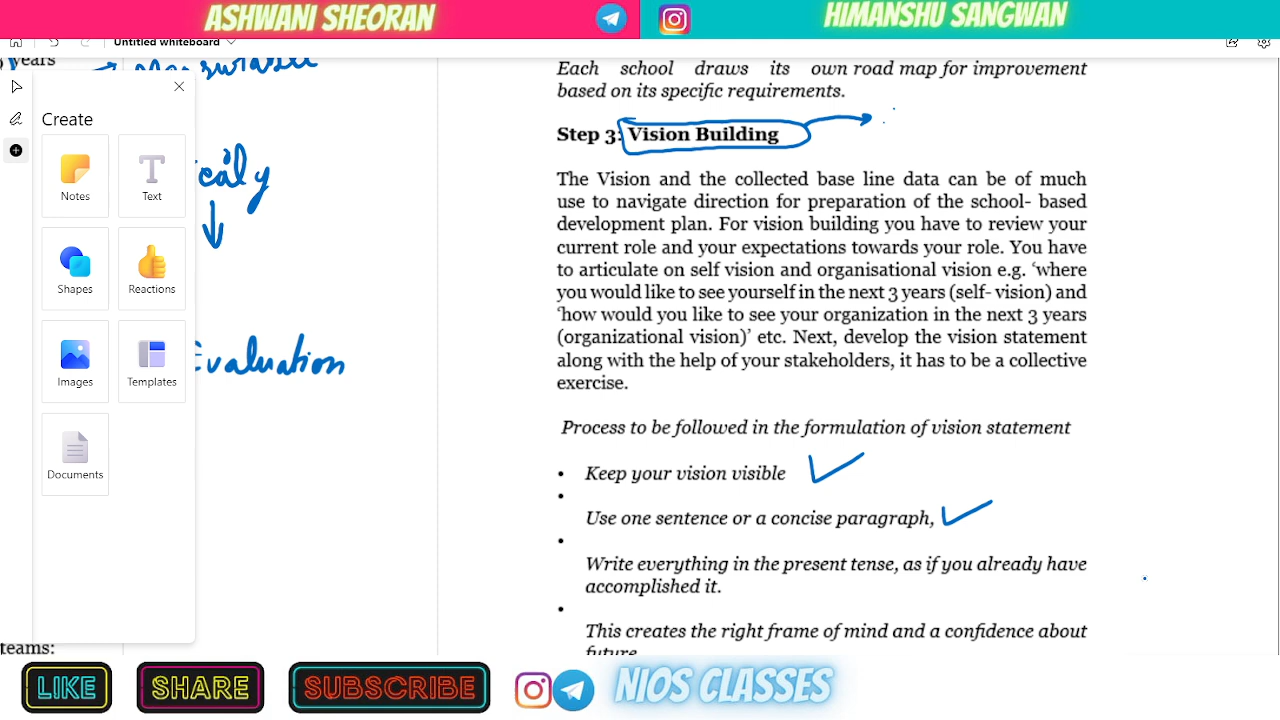 ASHWANI SHEORAN
HIMANSHU SANGWAN
Untitled whiteboard
years
Measurable
Create
Notes
Text
Shapes
Reactions
Images
Templates
Documents
Evaluation
teams:
Each school draws its own road map for improvement
based on its specific requirements.
Step 3: Vision Building
The Vision and the collected base line data can be of much
use to navigate direction for preparation of the school- based
development plan. For vision building you have to review your
current role and your expectations towards your role. You have
to articulate on self vision and organisational vision e.g. ‘where
you would like to see yourself in the next 3 years (self- vision) and
‘how would you like to see your organization in the next 3 years
(organizational vision)’ etc. Next, develop the vision statement
along with the help of your stakeholders, it has to be a collective
exercise.
Process to be followed in the formulation of vision statement
• Keep your vision visible
•
Use one sentence or a concise paragraph,
•
Write everything in the present tense, as if you already have
accomplished it.
•
This creates the right frame of mind and a confidence about
future
LIKE
SHARE
SUBSCRIBE
NIOS CLASSES